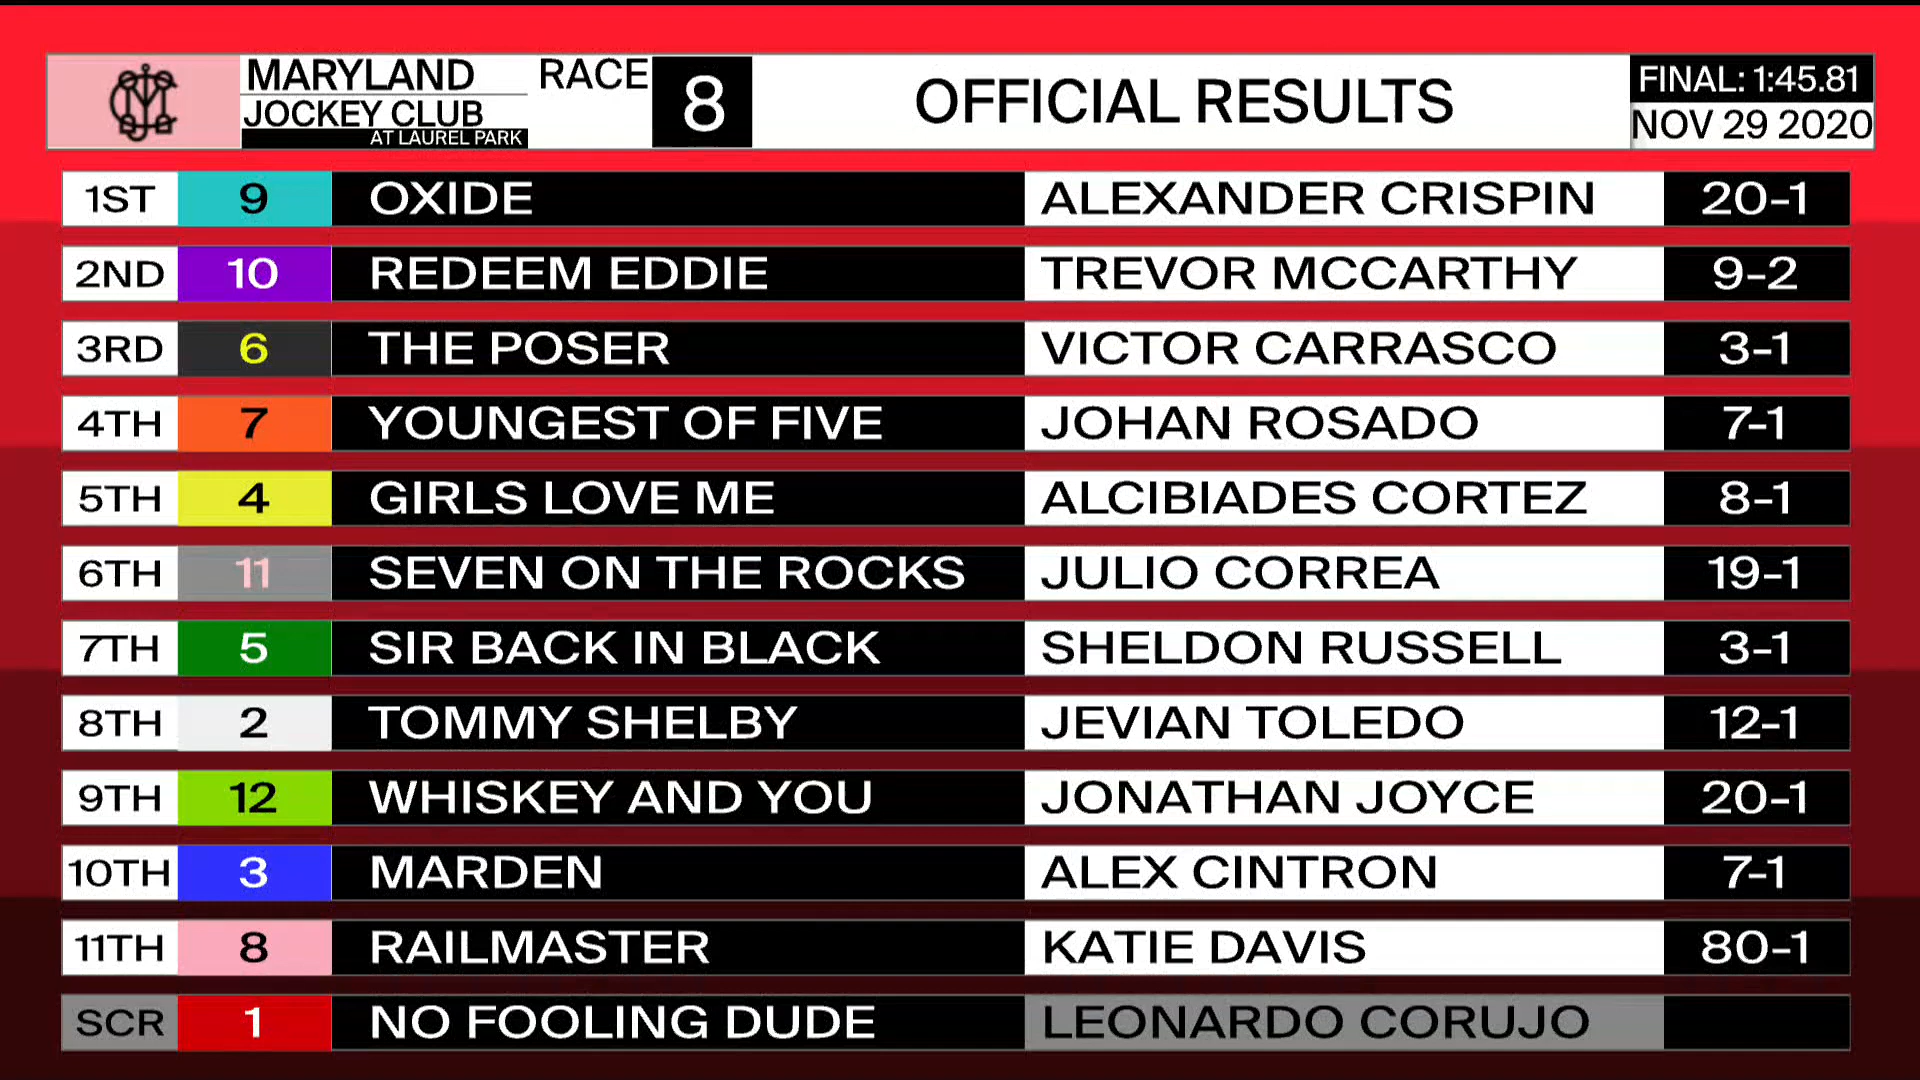 MARYLAND
JOCKEY CLUB
AT LAUREL PARK
RACE 8
OFFICIAL RESULTS
FINAL: 1:45.81
NOV 29 2020
1ST 9 OXIDE ALEXANDER CRISPIN 20-1
2ND 10 REDEEM EDDIE TREVOR MCCARTHY 9-2
3RD 6 THE POSER VICTOR CARRASCO 3-1
4TH 7 YOUNGEST OF FIVE JOHAN ROSADO 7-1
5TH 4 GIRLS LOVE ME ALCIBIADES CORTEZ 8-1
6TH 11 SEVEN ON THE ROCKS JULIO CORREA 19-1
7TH 5 SIR BACK IN BLACK SHELDON RUSSELL 3-1
8TH 2 TOMMY SHELBY JEVIAN TOLEDO 12-1
9TH 12 WHISKEY AND YOU JONATHAN JOYCE 20-1
10TH 3 MARDEN ALEX CINTRON 7-1
11TH 8 RAILMASTER KATIE DAVIS 80-1
SCR 1 NO FOOLING DUDE LEONARDO CORUJO